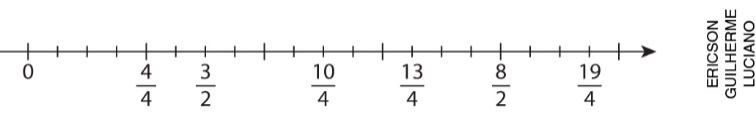 0 4/4 3/2 10/4 13/4 8/2 19/4
ERICSON
GUILHERME
LUCIANO